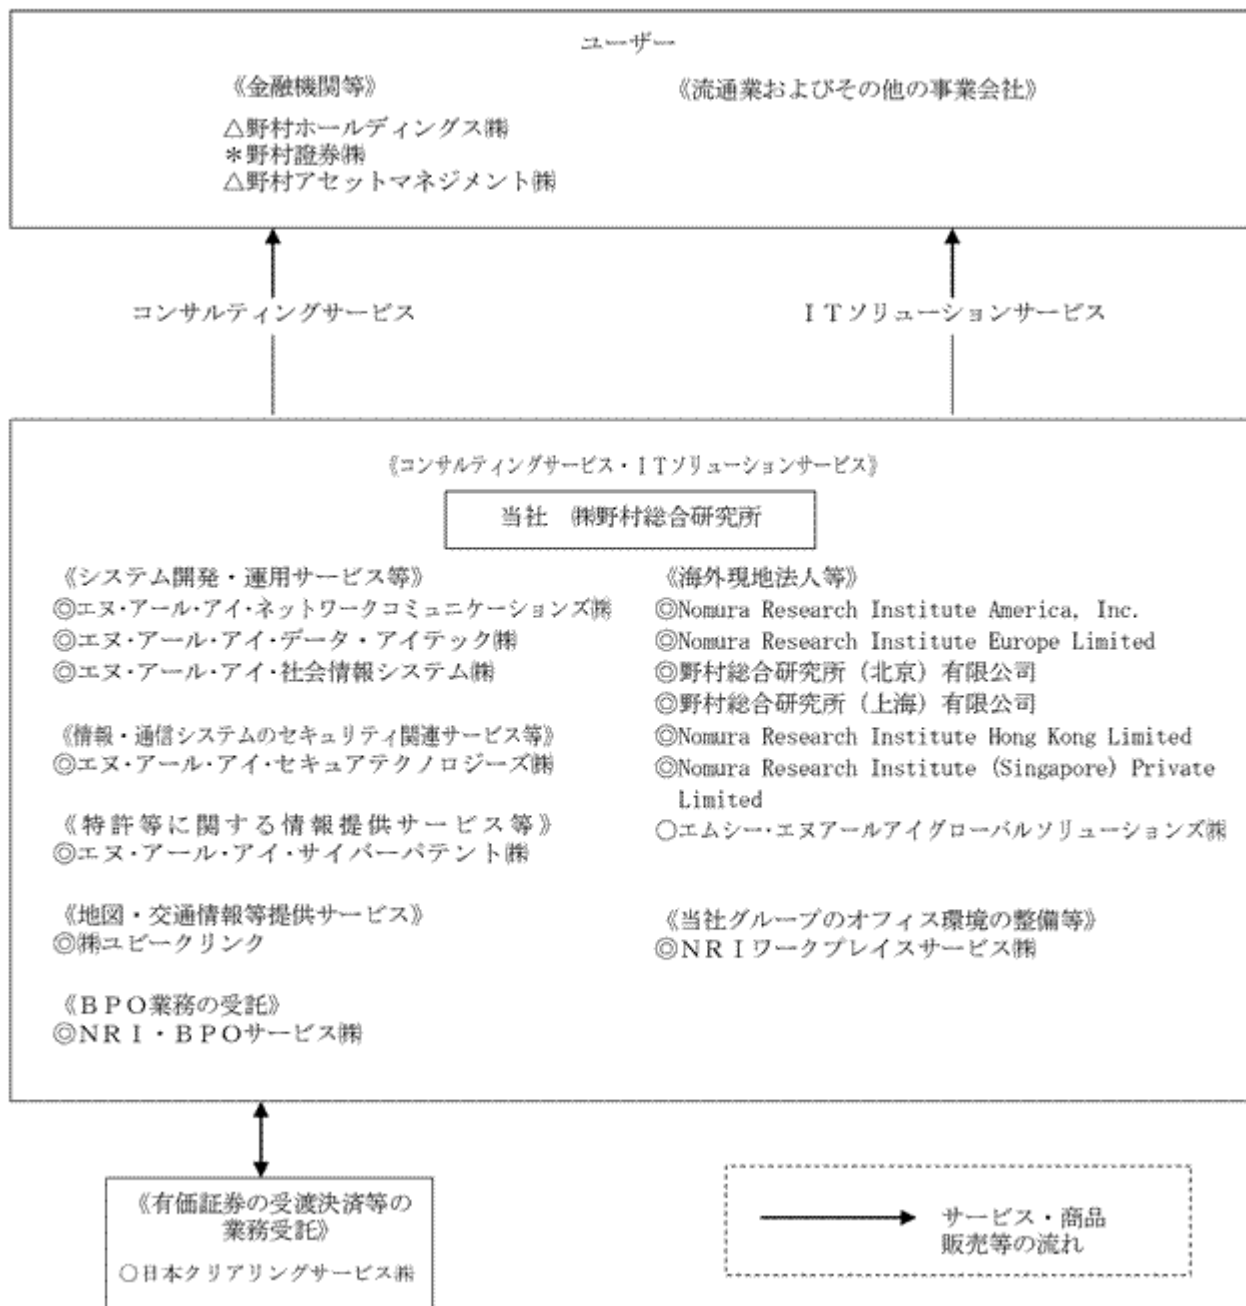 ユーザー
《金融機関等》
△野村ホールディングス㈱
＊野村證券㈱
△野村アセットマネジメント㈱
《流通業およびその他の事業会社》
コンサルティングサービス
ＩＴソリューションサービス
《コンサルティングサービス・ＩＴソリューションサービス》
当社　㈱野村総合研究所
《システム開発・運用サービス等》
◎エヌ・アール・アイ・ネットワークコミュニケーションズ㈱
◎エヌ・アール・アイ・データ・アイテック㈱
◎エヌ・アール・アイ・社会情報システム㈱
《情報・通信システムのセキュリティ関連サービス等》
◎エヌ・アール・アイ・セキュアテクノロジーズ㈱
《特許等に関する情報提供サービス等》
◎エヌ・アール・アイ・サイバーパテント㈱
《地図・交通情報等提供サービス》
◎㈱ユビークリンク
《ＢＰＯ業務の受託》
◎ＮＲＩ・ＢＰＯサービス㈱
《海外現地法人等》
◎Nomura Research Institute America, Inc.
◎Nomura Research Institute Europe Limited
◎野村総合研究所（北京）有限公司
◎野村総合研究所（上海）有限公司
◎Nomura Research Institute Hong Kong Limited
◎Nomura Research Institute (Singapore) Private
Limited
○エムシー・エヌアールアイグローバルソリューションズ㈱
《当社グループのオフィス環境の整備等》
◎ＮＲＩワークプレイスサービス㈱
《有価証券の受渡決済等の
業務受託》
○日本クリアリングサービス㈱
サービス・商品
販売等の流れ